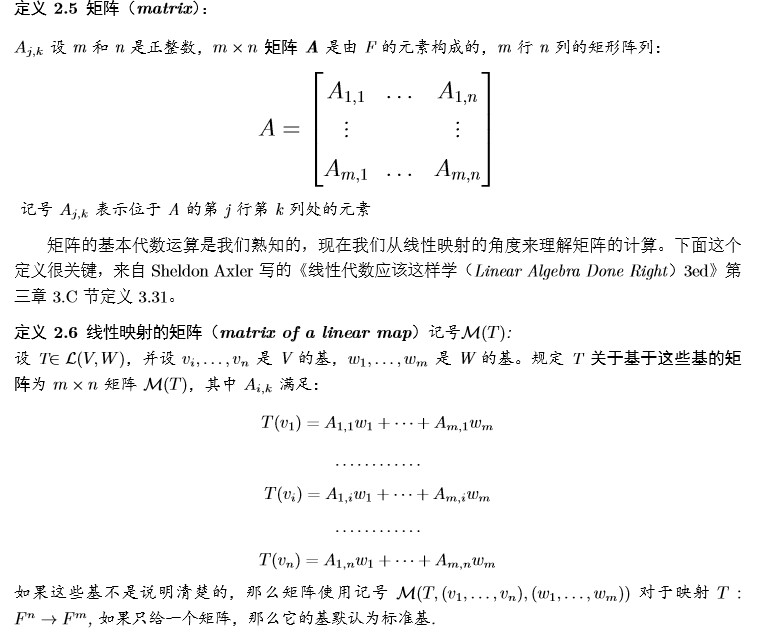 定义 2.5 矩阵（matrix）：
A_{j,k} 设 m 和 n 是正整数，m × n 矩阵 A 是由 F 的元素构成的，m 行 n 列的矩形阵列：
A = [ A_{1,1} … A_{1,n}
⋮ ⋮
A_{m,1} … A_{m,n} ]
记号 A_{j,k} 表示位于 A 的第 j 行第 k 列处的元素
矩阵的基本代数运算是我们熟知的，现在我们从线性映射的角度来理解矩阵的计算。下面这个
定义很关键，来自 Sheldon Axler 写的《线性代数应该这样学（Linear Algebra Done Right）3ed》第
三章 3.C 节定义 3.31。
定义 2.6 线性映射的矩阵（matrix of a linear map）记号ℳ(T):
设 T∈ ℒ(V,W)，并设 v_i,…,v_n 是 V 的基，w_1,…,w_m 是 W 的基。规定 T 关于基于这些基的矩
阵为 m × n 矩阵 ℳ(T)，其中 A_{i,k} 满足：
T(v_1) = A_{1,1}w_1 + ⋯ + A_{m,1}w_m
…………
T(v_i) = A_{1,i}w_1 + ⋯ + A_{m,i}w_m
…………
T(v_n) = A_{1,n}w_1 + ⋯ + A_{m,n}w_m
如果这些基不是说明清楚的，那么矩阵使用记号 ℳ(T,(v_1,…,v_n),(w_1,…,w_m)) 对于映射 T :
F^n → F^m, 如果只给一个矩阵，那么它的基默认为标准基.